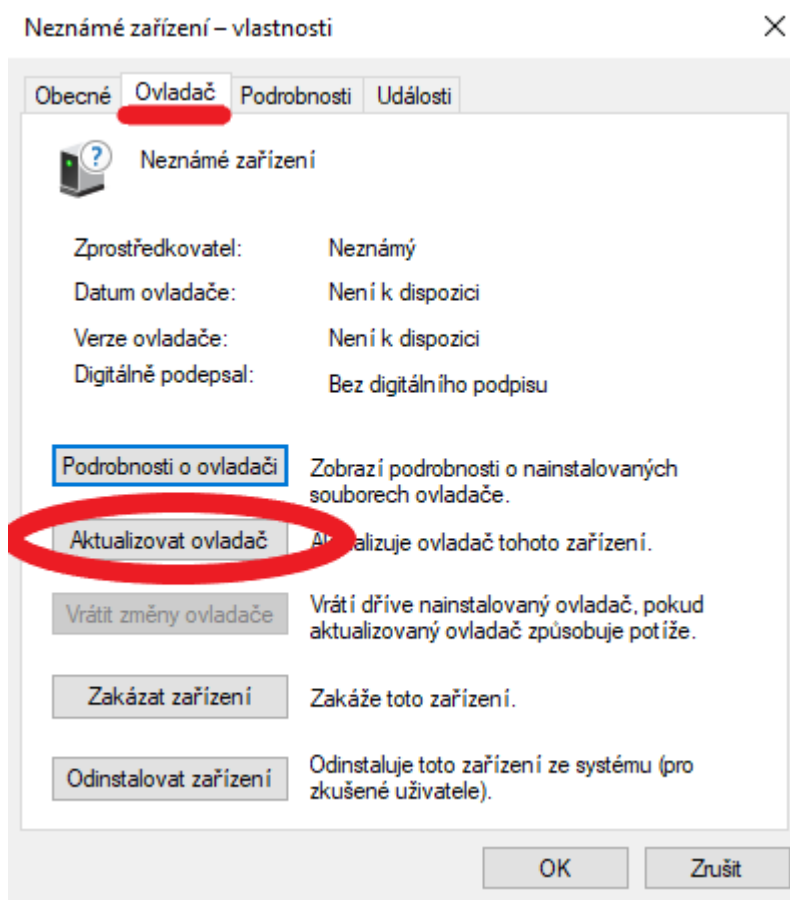 Neznámé zařízení – vlastnosti
Obecné Ovladač Podrobnosti Události
Neznámé zařízení
Zprostředkovatel: Neznámý
Datum ovladače: Není k dispozici
Verze ovladače: Není k dispozici
Digitálně podepsal: Bez digitálního podpisu
Podrobnosti o ovladači Zobrazí podrobnosti o nainstalovaných
souborech ovladače.
Aktualizovat ovladač ovladač tohoto zařízení.
Vrátit změny ovladače Vrátí dříve nainstalovaný ovladač, pokud
aktualizovaný ovladač způsobuje potíže.
Zakázat zařízení Zakáže toto zařízení.
Odinstalovat zařízení Odinstaluje toto zařízení ze systému (pro
zkušené uživatele).
OK Zrušit